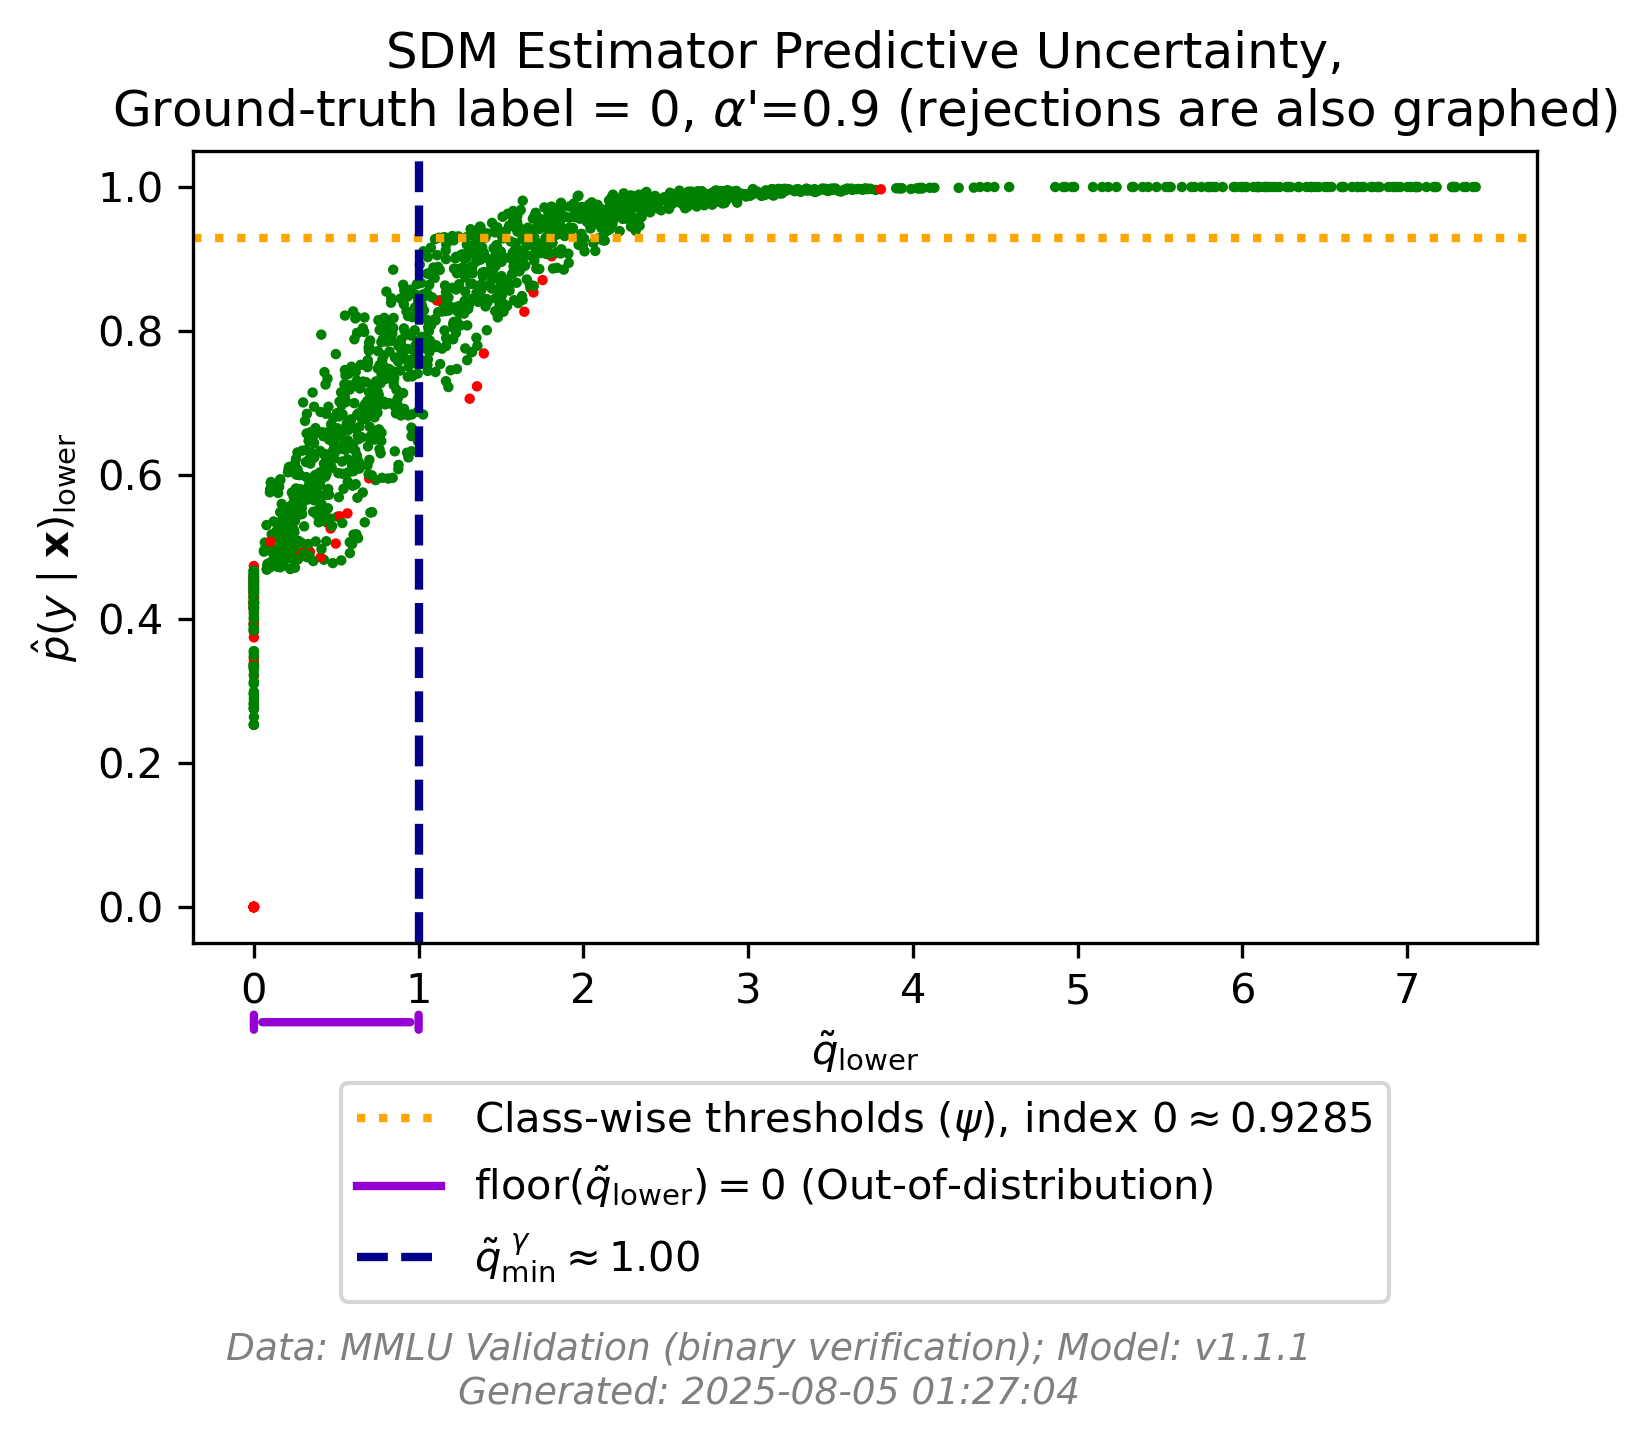 SDM Estimator Predictive Uncertainty,
Ground-truth label = 0, α'=0.9 (rejections are also graphed)
p̂(y | x)lower
1.0
0.8
0.6
0.4
0.2
0.0
0 1 2 3 4 5 6 7
q̃lower
Class-wise thresholds (ψ), index 0 ≈ 0.9285
floor(q̃lower) = 0 (Out-of-distribution)
q̃γmin ≈ 1.00
Data: MMLU Validation (binary verification); Model: v1.1.1
Generated: 2025-08-05 01:27:04